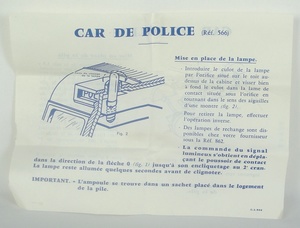 CAR DE POLICE (Réf. 566)
Mise en place de la lampe.
Introduire le culot de la lampe
par l'orifice situé sur le toit au
dessus de la cabine et visser bien
à fond le culot dans la lame de
contact située sous l'orifice en
tournant dans le sens des aiguilles
d'une montre (fig. 2).
Pour retirer la lampe, effectuer
l'opération inverse.
Des lampes de rechange sont dis-
ponibles chez votre fournisseur
sous la Réf. 862.
La commande du signal
lumineux s'obtient en dépla-
çant le poussoir de contact
Fig. 2
dans la direction de la flèche 0 (fig. 1) jusqu'à son encliquetage au 2e cran.
La lampe reste allumée quelques secondes avant de clignoter.
IMPORTANT. - L'ampoule se trouve dans un sachet placé dans le logement
de la pile.